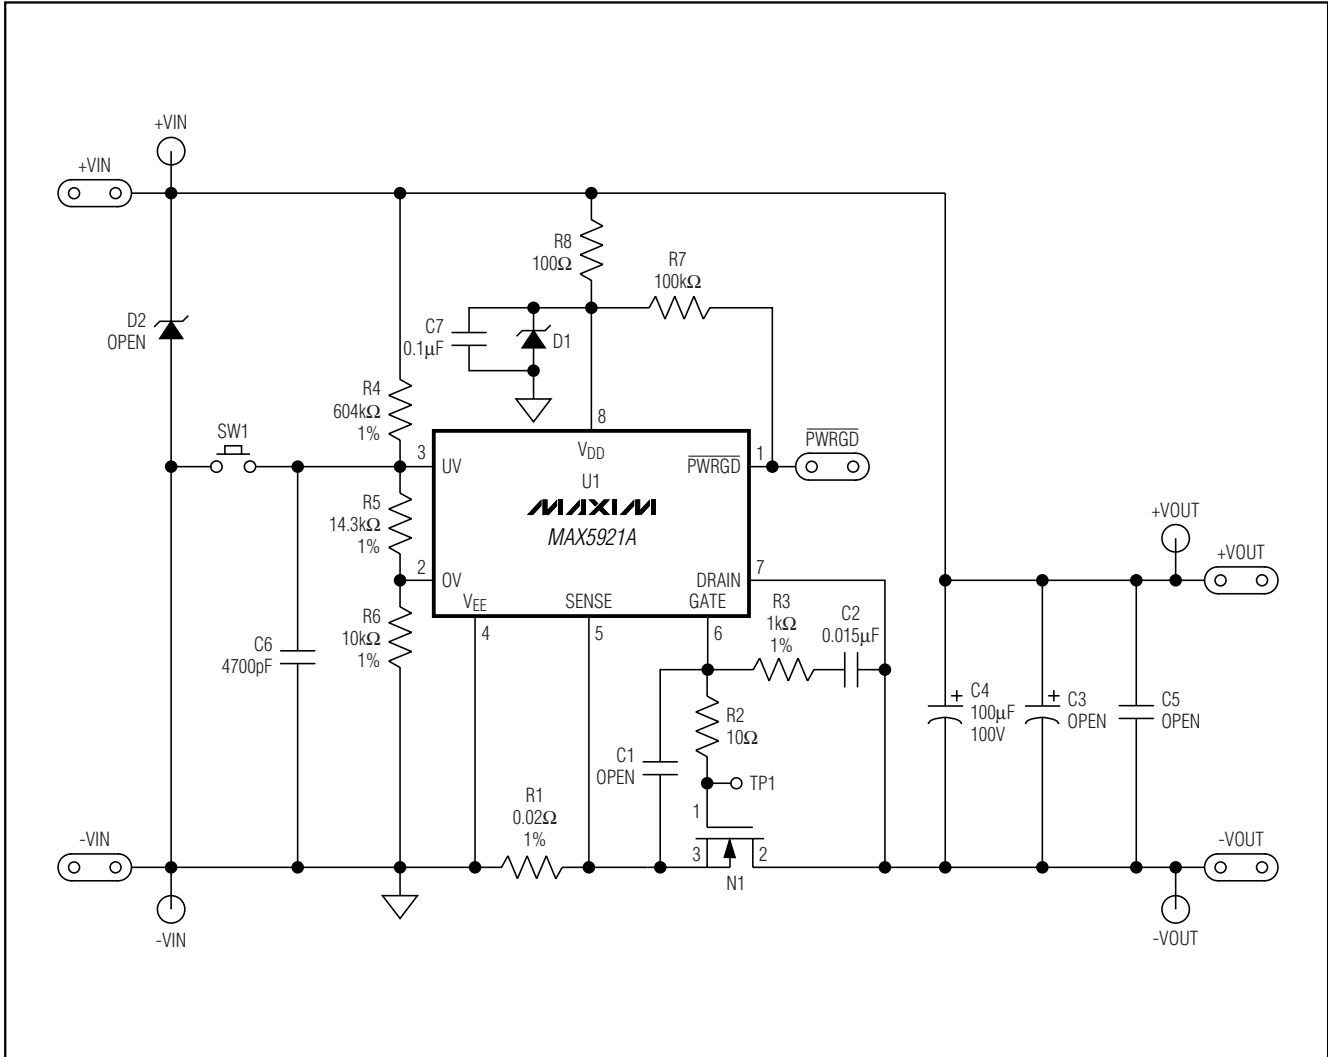 +VIN
+VIN
R8
100Ω
R7
100kΩ
D2
OPEN
C7
0.1µF
D1
R4
604kΩ
1%
8
SW1
3
UV
VDD
PWRGD
1
PWRGD
U1
MAXIM
MAX5921A
R5
14.3kΩ
1%
+VOUT
+VOUT
2
OV
DRAIN
7
VEE
SENSE
GATE
R6
10kΩ
1%
4
5
6
R3
1kΩ
1%
C2
0.015µF
C6
4700pF
R2
10Ω
+
C4
100µF
100V
+
C3
OPEN
C5
OPEN
C1
OPEN
TP1
R1
0.02Ω
1%
1
3
2
N1
-VIN
-VOUT
-VIN
-VOUT